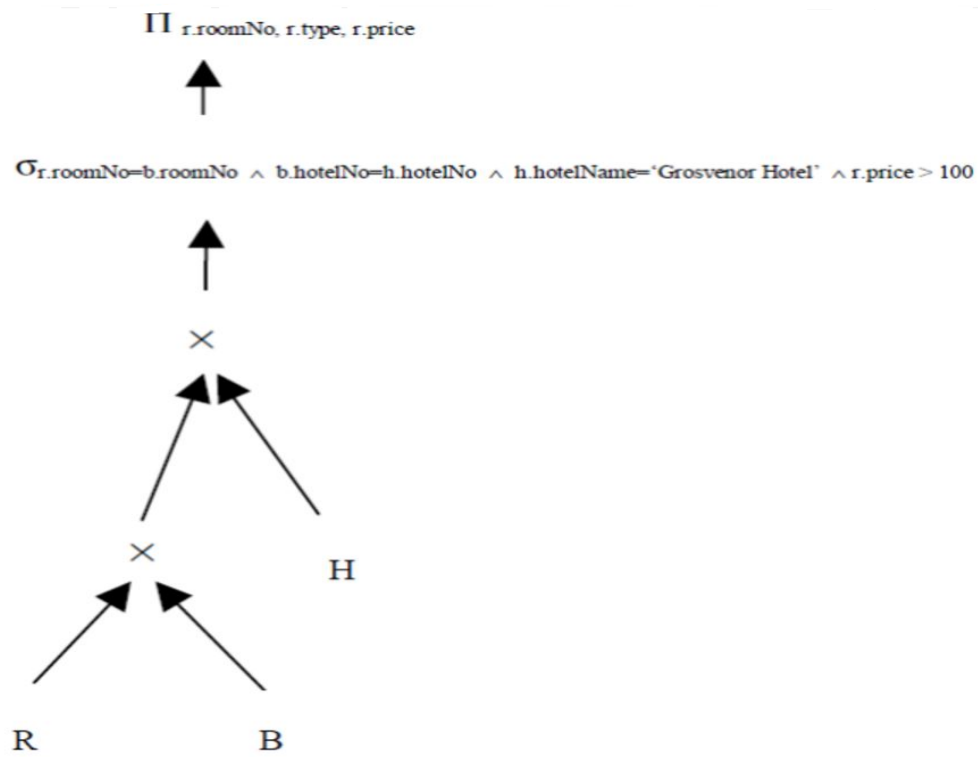 Π r.roomNo, r.type, r.price
σr.roomNo=b.roomNo ∧ b.hotelNo=h.hotelNo ∧ h.hotelName=‘Grosvenor Hotel’ ∧ r.price > 100
×
×
H
R B